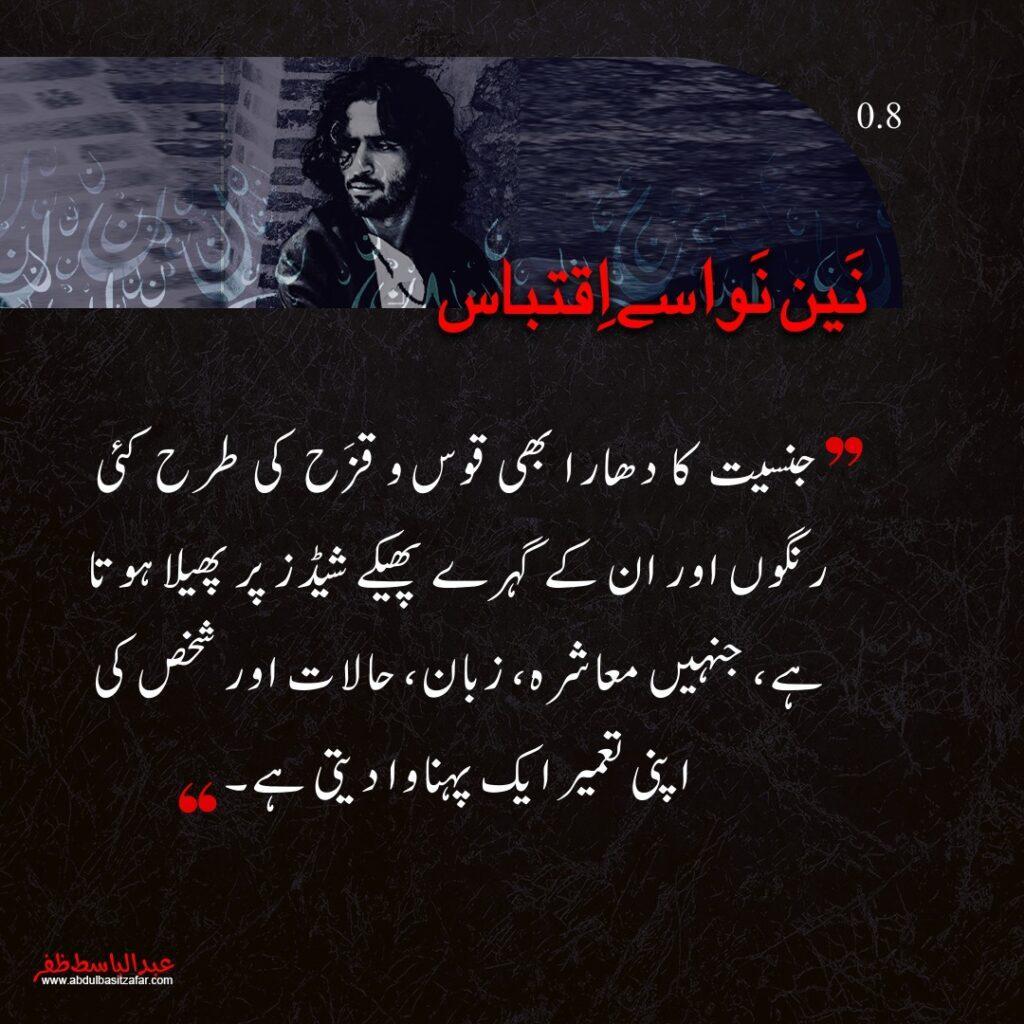 0.8
نَین نَوا سے اِقتباس
”جنسیت کا دھارا بھی قوس و قزَح کی طرح کئی
رنگوں اور ان کے گہرے پھیکے شیڈز پر پھیلا ہوتا
ہے، جنہیں معاشرہ، زبان، حالات اور شخص کی
اپنی تعمیر ایک پہناوا دیتی ہے۔“
عبدالباسط ظفر
www.abdulbasitzafar.com